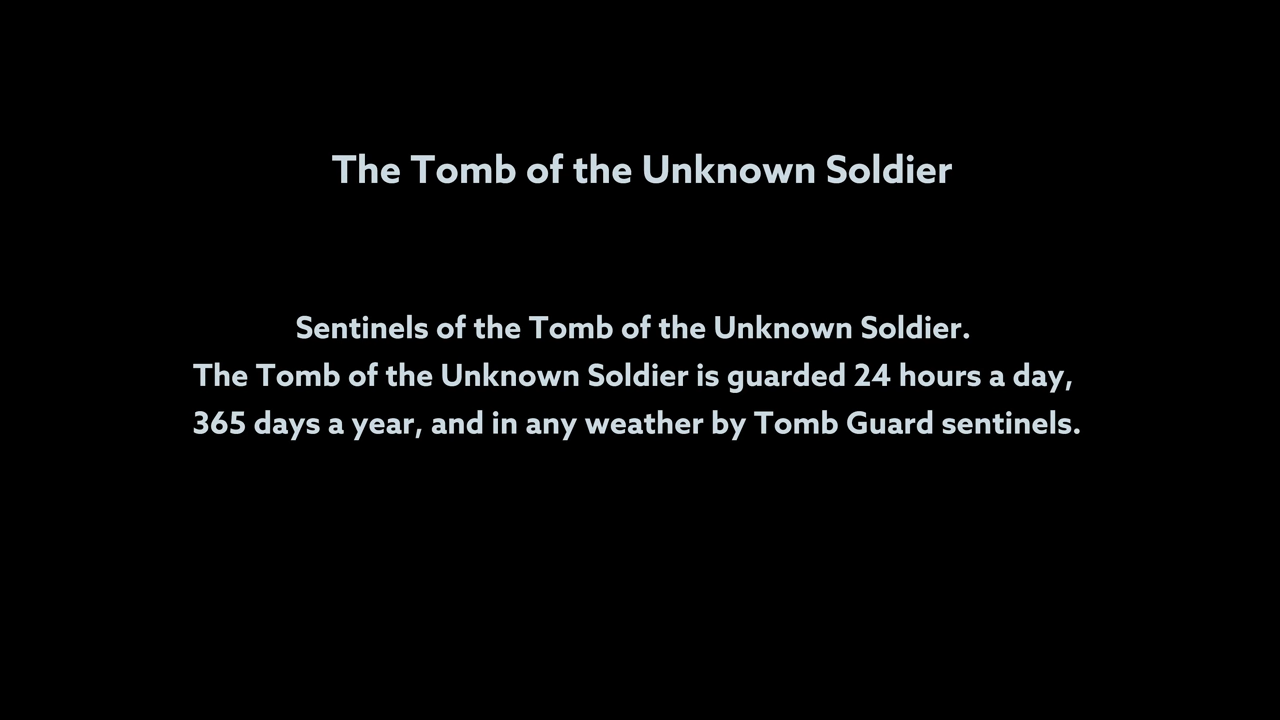 The Tomb of the Unknown Soldier
Sentinels of the Tomb of the Unknown Soldier.
The Tomb of the Unknown Soldier is guarded 24 hours a day,
365 days a year, and in any weather by Tomb Guard sentinels.